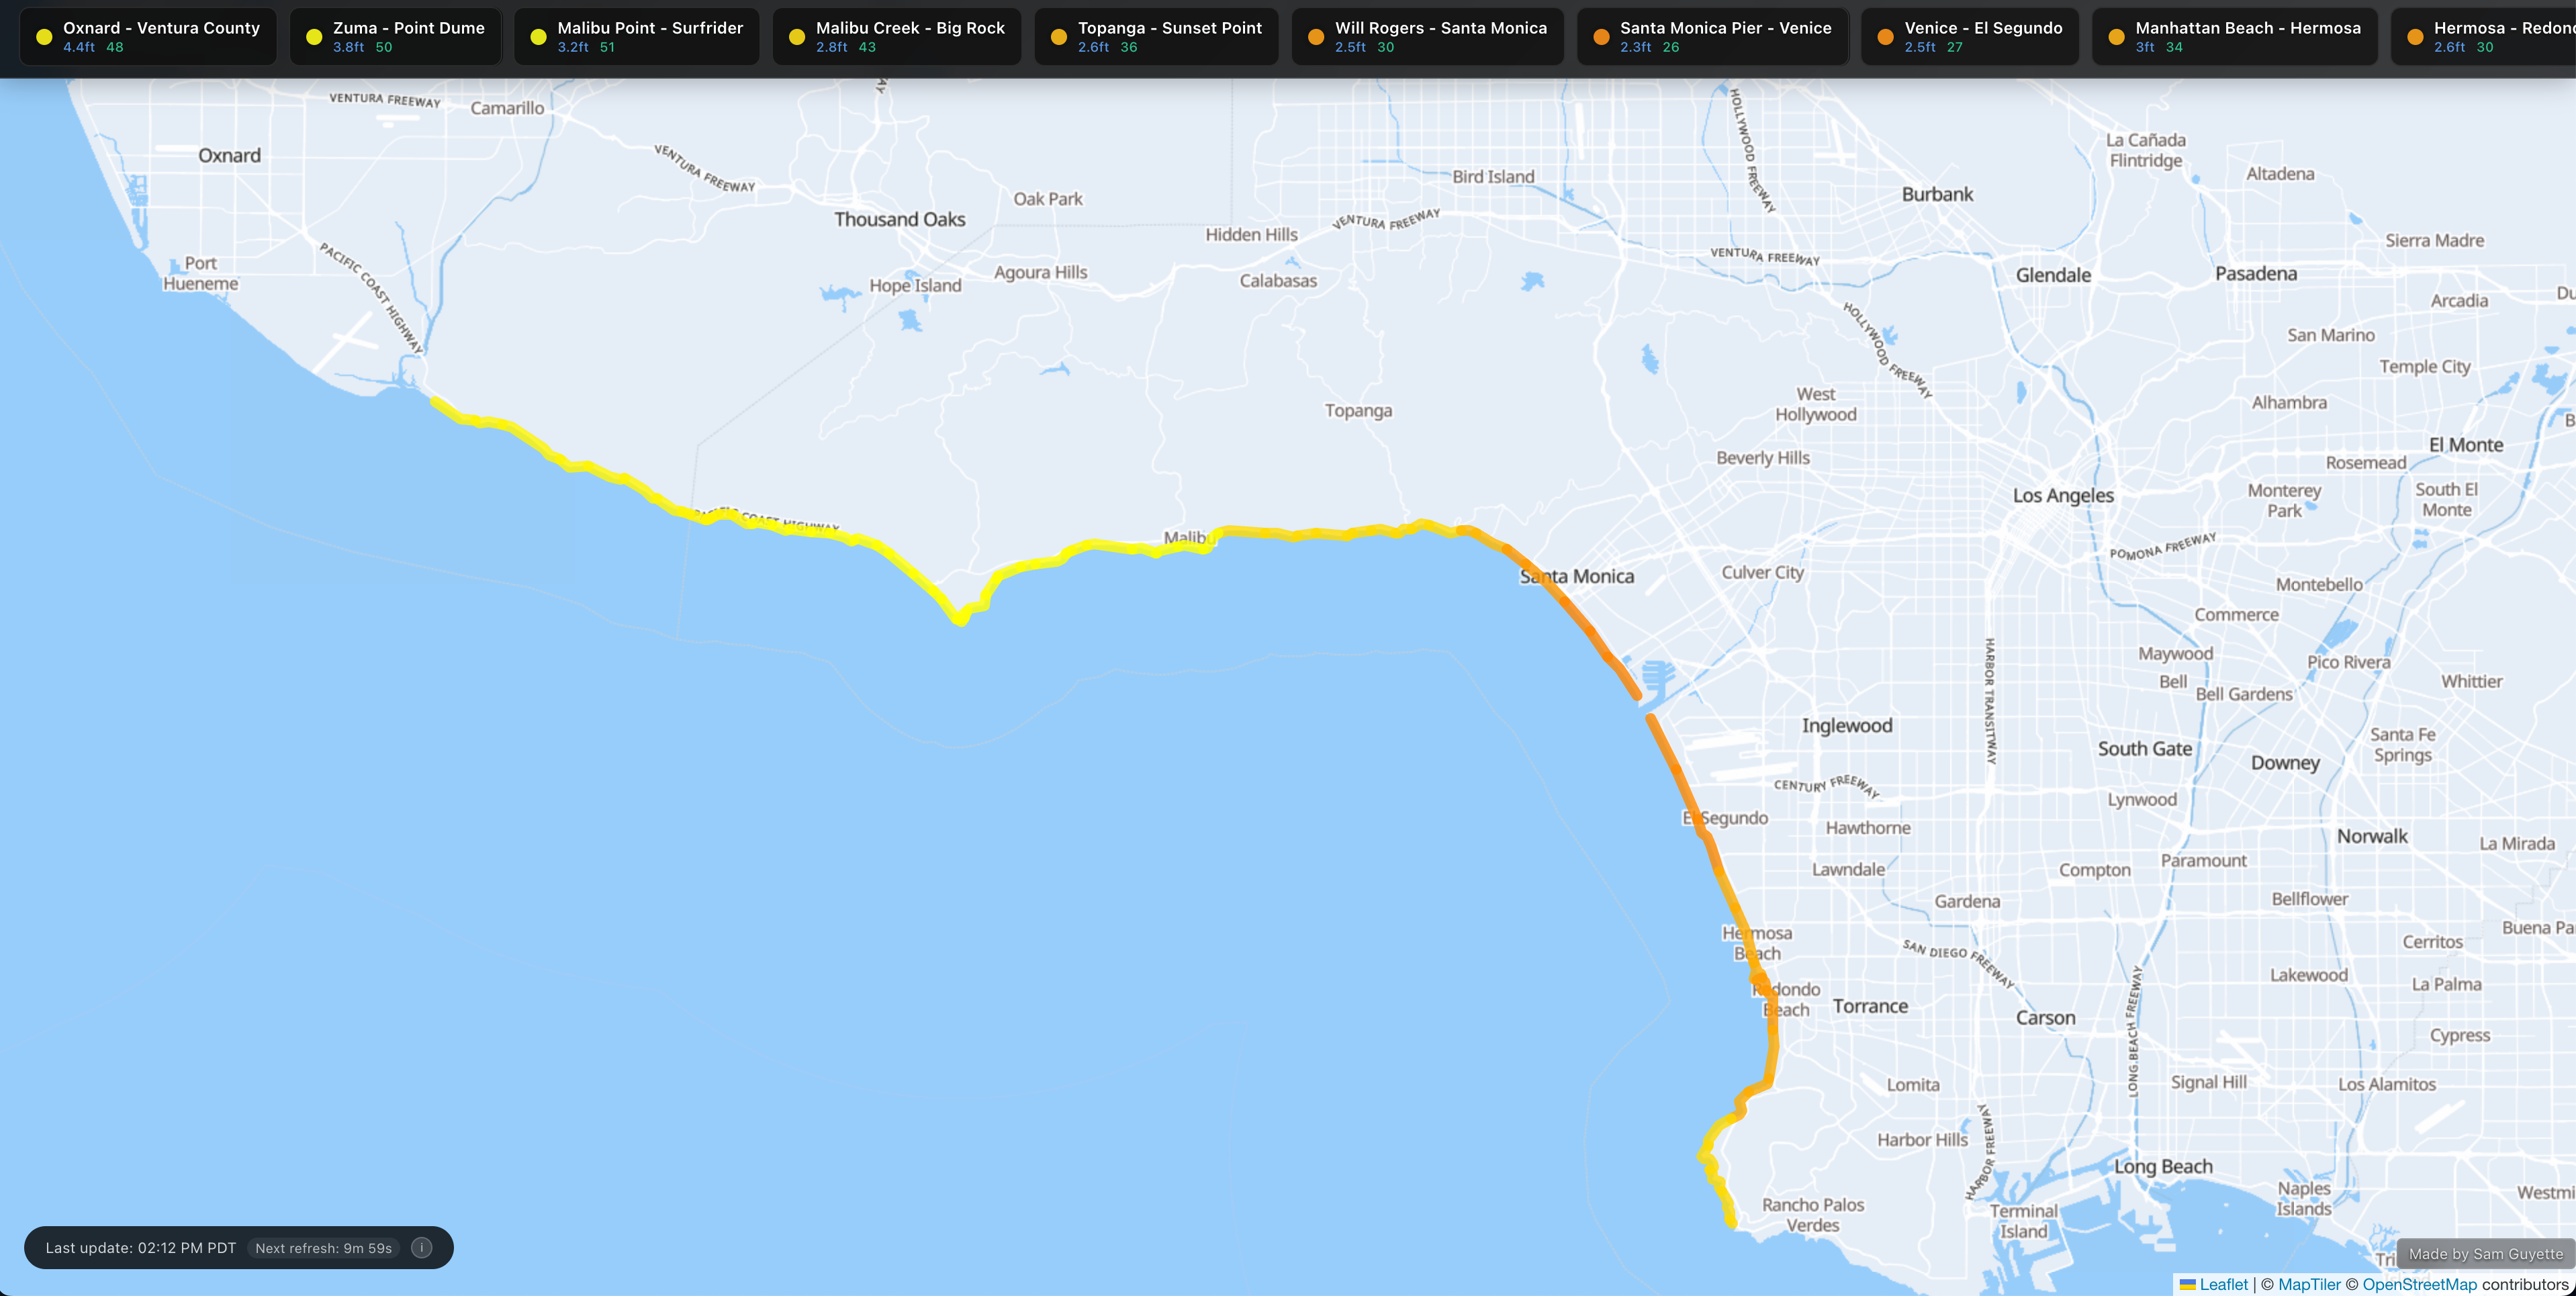 Oxnard - Ventura County
4.4ft 48
Zuma - Point Dume
3.8ft 50
Malibu Point - Surfrider
3.2ft 51
Malibu Creek - Big Rock
2.8ft 43
Topanga - Sunset Point
2.6ft 36
Will Rogers - Santa Monica
2.5ft 30
Santa Monica Pier - Venice
2.3ft 26
Venice - El Segundo
2.5ft 27
Manhattan Beach - Hermosa
3ft 34
Hermosa - Redon
2.6ft 30
VENTURA FREEWAY
Camarillo
Oxnard
VENTURA FREEWAY
Port
Hueneme
PACIFIC COAST HIGHWAY
Thousand Oaks
Oak Park
Hope Island
Agoura Hills
Hidden Hills
Calabasas
VENTURA FREEWAY
Bird Island
HOLLYWOOD FREEWAY
Burbank
La Cañada
Flintridge
Altadena
VENTURA FREEWAY
Glendale
Pasadena
Sierra Madre
Arcadia
Du
HOLLYWOOD FREEWAY
San Marino
Temple City
Topanga
West
Hollywood
Alhambra
El Monte
Beverly Hills
Rosemead
Los Angeles
Monterey
Park
South El
Monte
PACIFIC COAST HIGHWAY
Malibu
Santa Monica
Culver City
POMONA FREEWAY
Montebello
Commerce
HARBOR TRANSITWAY
Maywood
Bell
Bell Gardens
Pico Rivera
Whittier
Inglewood
South Gate
Downey
Santa Fe
Springs
CENTURY FREEWAY
Lynwood
El Segundo
Hawthorne
Norwalk
La Mirada
Lawndale
Compton
Paramount
Gardena
Bellflower
Hermosa
Beach
SAN DIEGO FREEWAY
Cerritos
Buena Pa
Redondo
Beach
Torrance
Carson
LONG BEACH FREEWAY
Lakewood
La Palma
Cypress
Lomita
Signal Hill
Los Alamitos
Harbor Hills
HARBOR FREEWAY
Long Beach
Rancho Palos
Verdes
Terminal
Island
Naples
Islands
Westmi
Last update: 02:12 PM PDT
Next refresh: 9m 59s
i
Tri
Made by Sam Guyette
Leaflet | © MapTiler © OpenStreetMap contributors